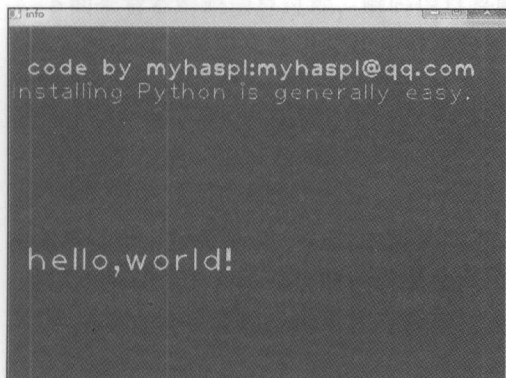 info
code by myhaspl:myhaspl@qq.com
nstalling Python is generally easy.
hello,world!